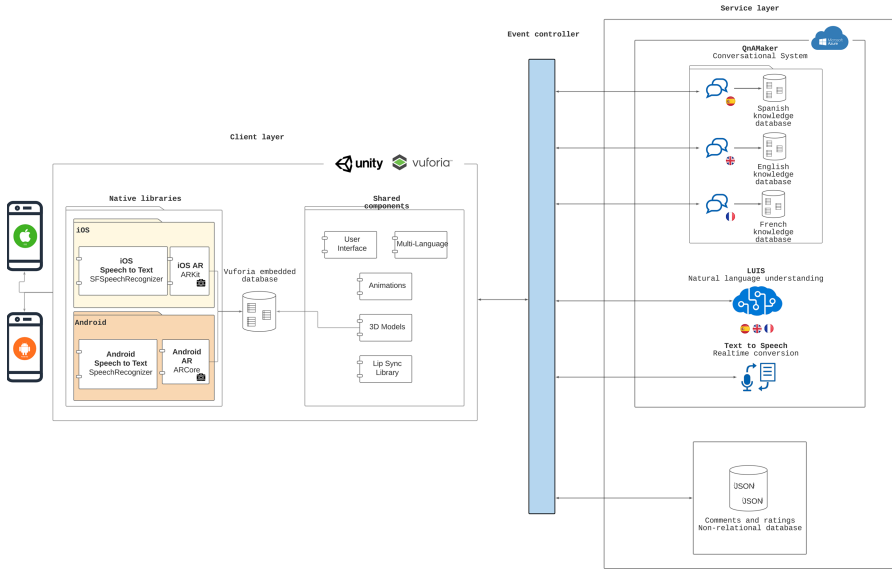 Service layer
Event controller
Microsoft
Azure
QnAMaker
Conversational System
Spanish
knowledge
database
English
knowledge
database
French
knowledge
database
Client layer
unity vuforia™
Native libraries
Shared
components
iOS
iOS
Speech to Text
SFSpeechRecognizer
iOS AR
ARKit
Android
Android
Speech to Text
SpeechRecognizer
Android
AR
ARCore
Vuforia embedded
database
User
Interface
Multi-Language
Animations
3D Models
Lip Sync
Library
LUIS
Natural language understanding
Text to Speech
Realtime conversion
JSON
JSON
Comments and ratings
Non-relational database